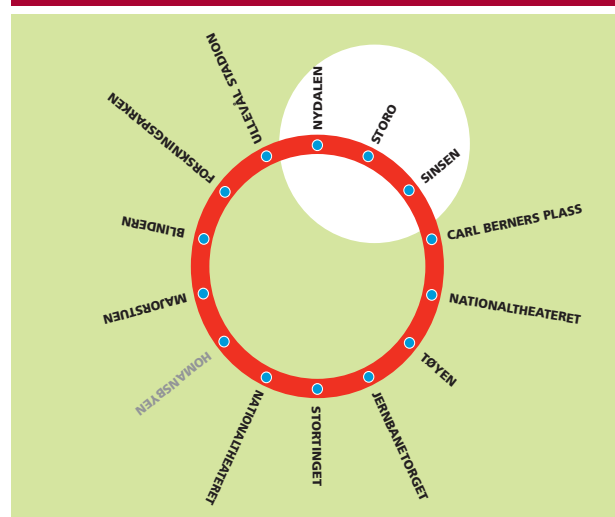 NYDALEN
STORO
SINSEN
CARL BERNERS PLASS
NATIONALTHEATERET
TØYEN
JERNBANETORGET
STORTINGET
NATIONALTHEATERET
HOMANSBYEN
MAJORSTUEN
BLINDERN
FORSKNINGSPARKEN
ULLEVÅL STADION